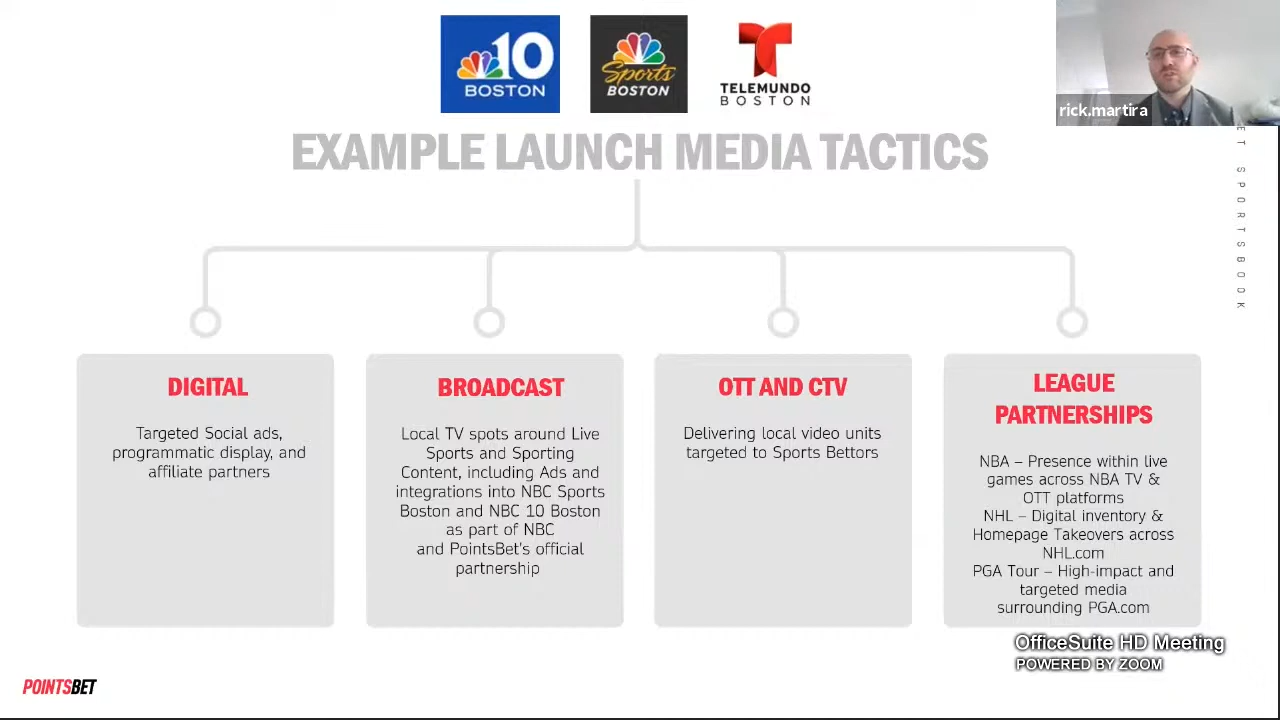 10
BOSTON
Sports
BOSTON
TELEMUNDO
BOSTON
rick.martira
EXAMPLE LAUNCH MEDIA TACTICS
ET SPORTSBOOK
DIGITAL
Targeted Social ads,
programmatic display, and
affiliate partners
BROADCAST
Local TV spots around Live
Sports and Sporting
Content, including Ads and
integrations into NBC Sports
Boston and NBC 10 Boston
as part of NBC
and PointsBet's official
partnership
OTT AND CTV
Delivering local video units
targeted to Sports Bettors
LEAGUE
PARTNERSHIPS
NBA – Presence within live
games across NBA TV &
OTT platforms
NHL – Digital inventory &
Homepage Takeovers across
NHL.com
PGA Tour – High-impact and
targeted media
surrounding PGA.com
OfficeSuite HD Meeting
POWERED BY ZOOM
POINTSBET